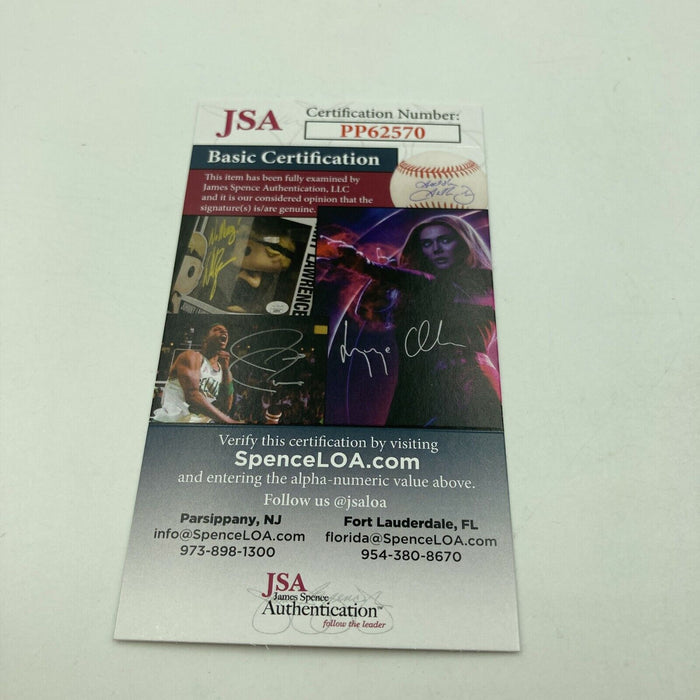 JSA
Certification Number:
PP62570
Basic Certification
This item has been fully examined by
James Spence Authentication, LLC
and it is our considered opinion that the
signature(s) is/are genuine.
LAWRENCE
Verify this certification by visiting
SpenceLOA.com
and entering the alpha-numeric value above.
Follow us @jsaloa
Parsippany, NJ
info@SpenceLOA.com
973-898-1300
Fort Lauderdale, FL
florida@SpenceLOA.com
954-380-8670
JSA
James Spence
Authentication™
follow the leader